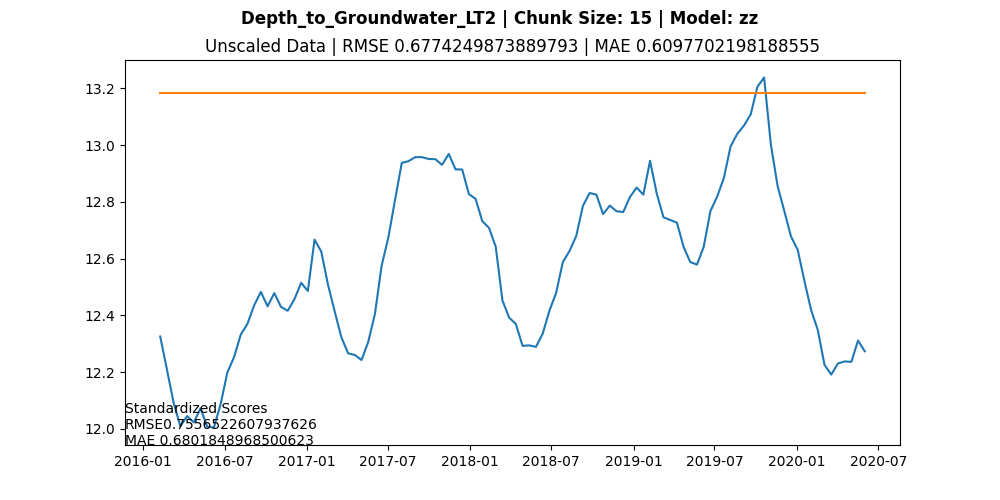 Depth_to_Groundwater_LT2 | Chunk Size: 15 | Model: zz
Unscaled Data | RMSE 0.6774249873889793 | MAE 0.6097702198188555
13.2
13.0
12.8
12.6
12.4
12.2
12.0
Standardized Scores
RMSE0.7556522607937626
MAE 0.6801848968500623
2016-01 2016-07 2017-01 2017-07 2018-01 2018-07 2019-01 2019-07 2020-01 2020-07